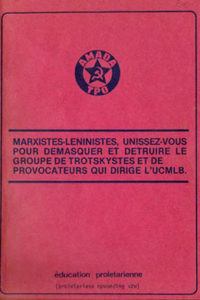 AMADA
TPO
MARXISTES-LENINISTES, UNISSEZ-VOUS
POUR DEMASQUER ET DETRUIRE LE
GROUPE DE TROTSKYSTES ET DE
PROVOCATEURS QUI DIRIGE L'UCMLB.
éducation prolétarienne